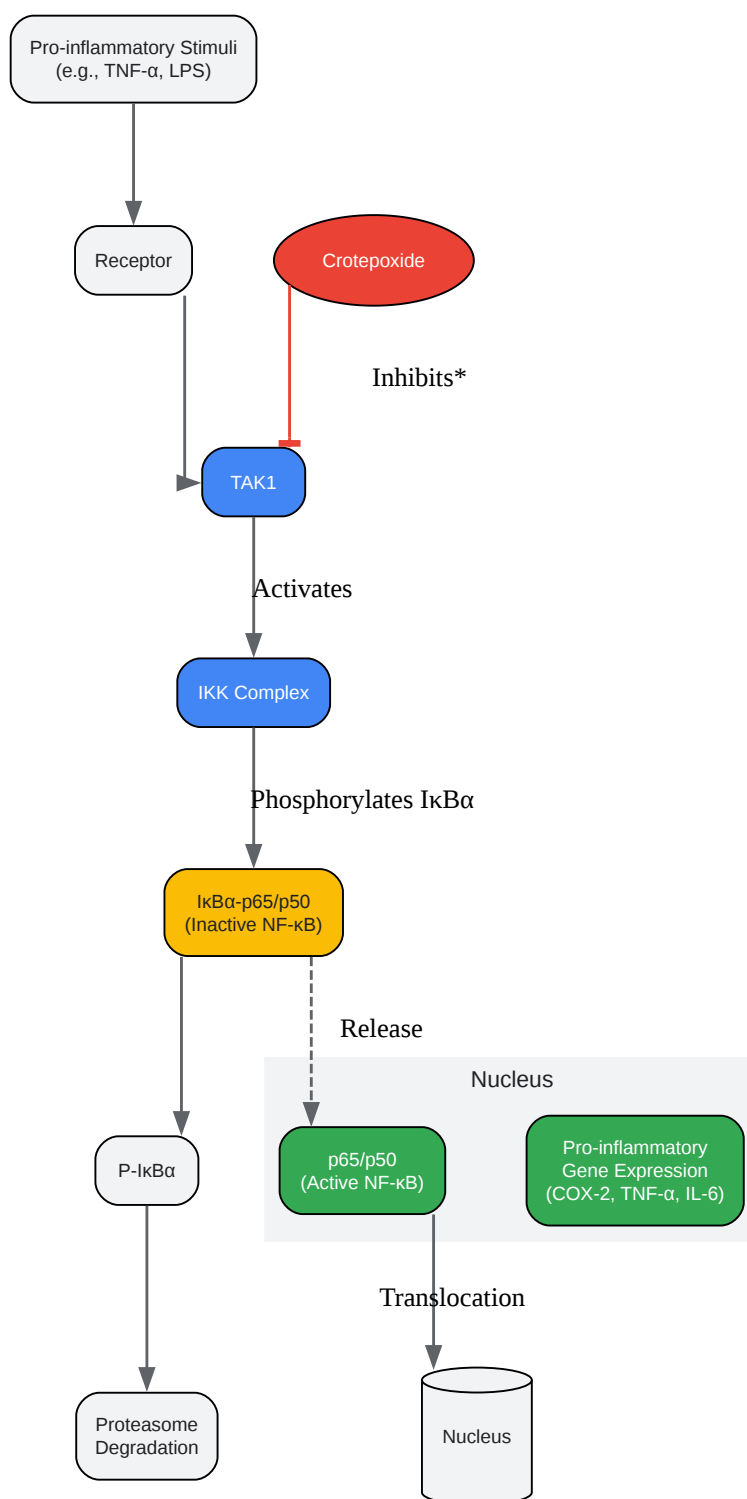 Pro-inflammatory Stimuli
(e.g., TNF-α, LPS)
Receptor
Crotepoxide
Inhibits*
TAK1
Activates
IKK Complex
Phosphorylates IκBα
IκBα-p65/p50
(Inactive NF-κB)
Release
Nucleus
P-IκBα
p65/p50
(Active NF-κB)
Pro-inflammatory
Gene Expression
(COX-2, TNF-α, IL-6)
Translocation
Proteasome
Degradation
Nucleus